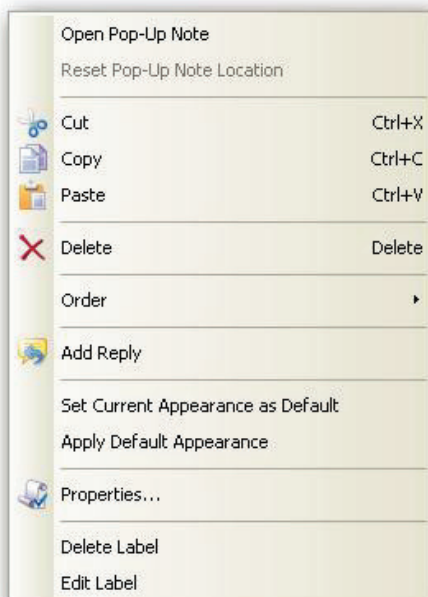 Open Pop-Up Note
Reset Pop-Up Note Location
Cut Ctrl+X
Copy Ctrl+C
Paste Ctrl+V
Delete Delete
Order
Add Reply
Set Current Appearance as Default
Apply Default Appearance
Properties...
Delete Label
Edit Label